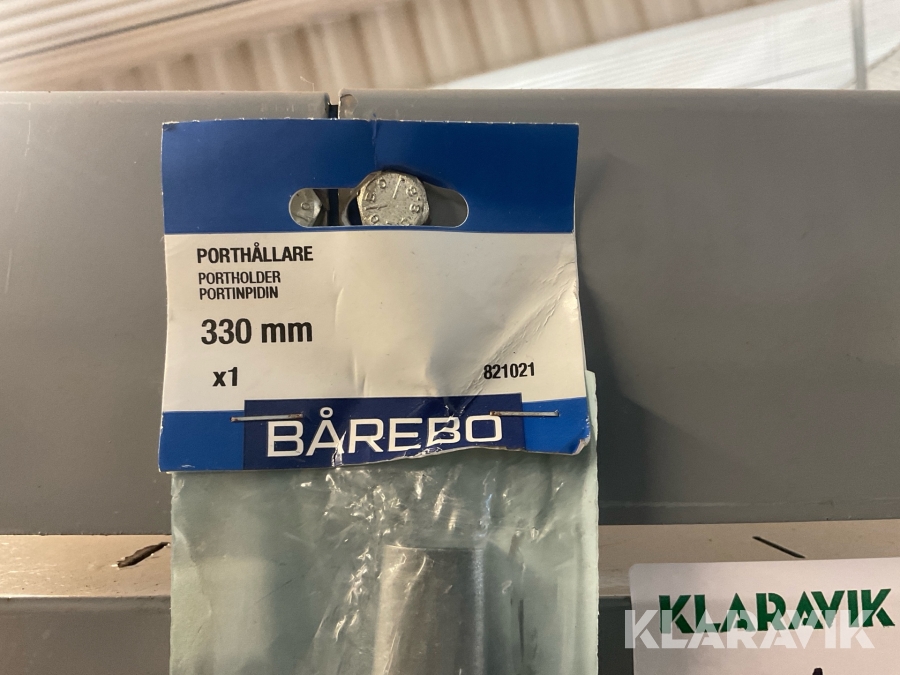 PORTHÅLLARE
PORTHOLDER
PORTINPIDIN
330 mm
x1
821021
BÅREBO
KLARAVIK
KLARAVIK